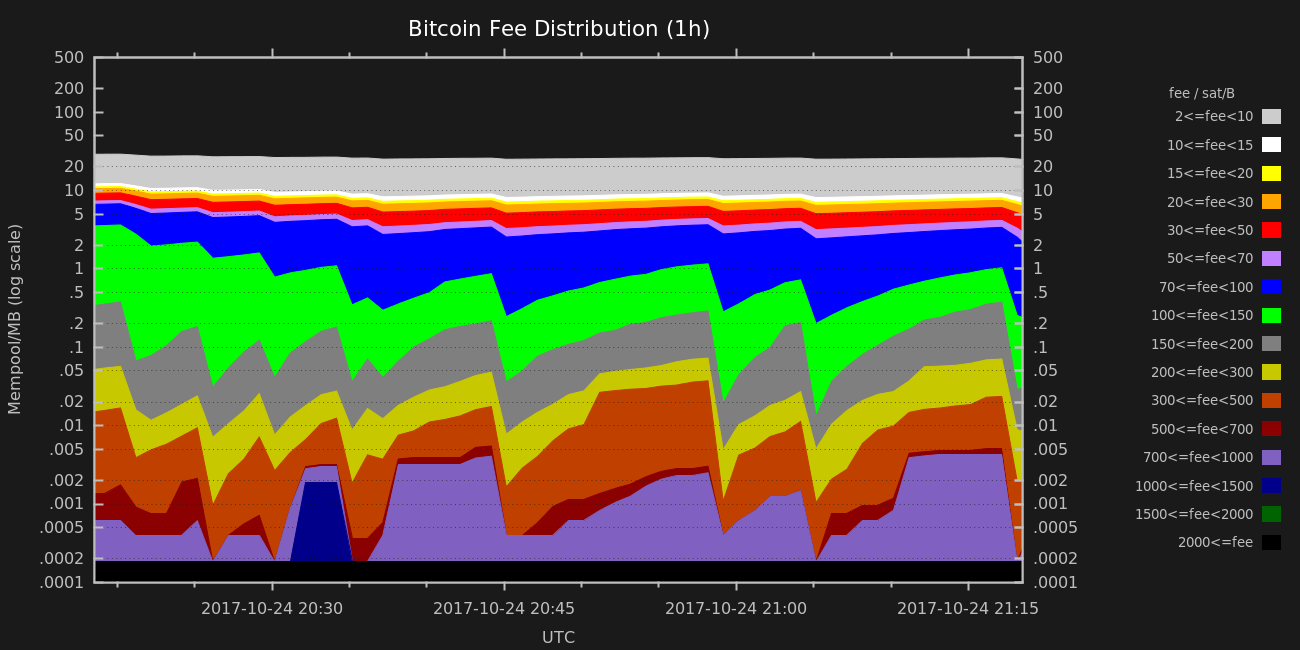 Bitcoin Fee Distribution (1h)
Mempool/MB (log scale)
500
200
100
50
20
10
5
2
1
.5
.2
.1
.05
.02
.01
.005
.002
.001
.0005
.0002
.0001
500
200
100
50
20
10
5
2
1
.5
.2
.1
.05
.02
.01
.005
.002
.001
.0005
.0002
.0001
2017-10-24 20:30
2017-10-24 20:45
2017-10-24 21:00
2017-10-24 21:15
UTC
fee / sat/B
2<=fee<10
10<=fee<15
15<=fee<20
20<=fee<30
30<=fee<50
50<=fee<70
70<=fee<100
100<=fee<150
150<=fee<200
200<=fee<300
300<=fee<500
500<=fee<700
700<=fee<1000
1000<=fee<1500
1500<=fee<2000
2000<=fee